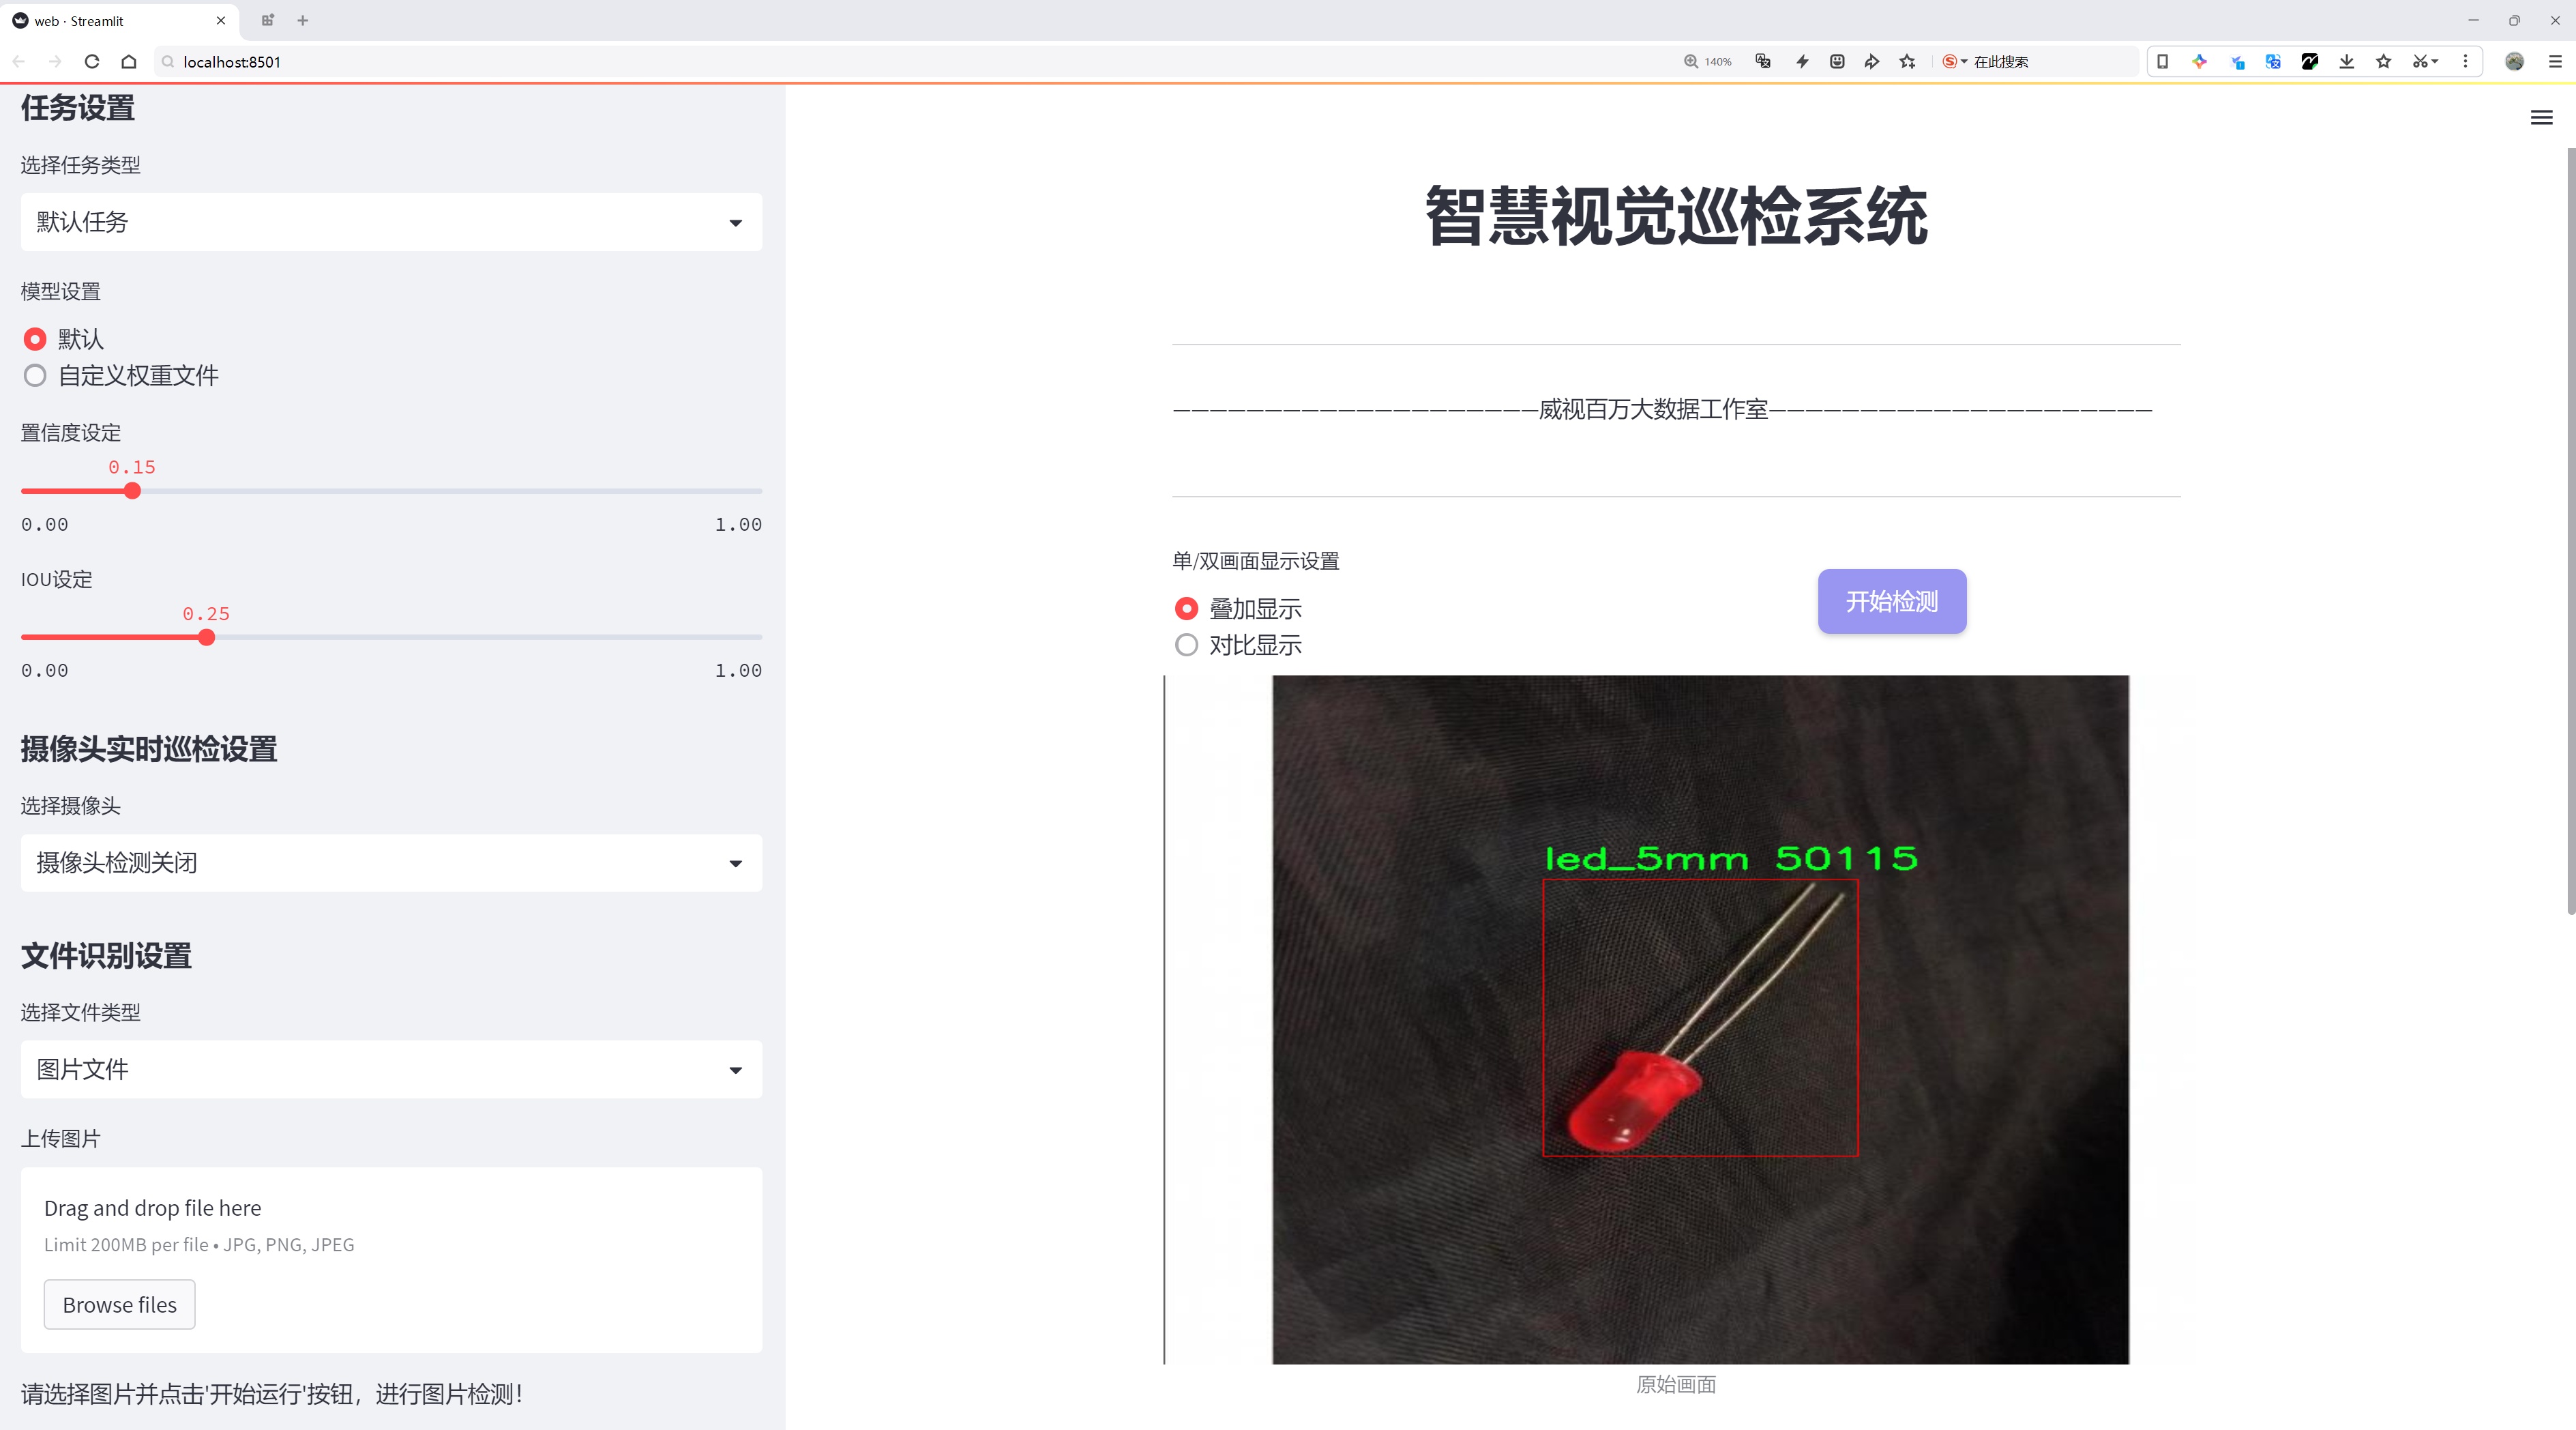 web · Streamlit
localhost:8501
140%
在此搜索
任务设置
选择任务类型
默认任务
模型设置
默认
自定义权重文件
置信度设定
0.15
0.00 1.00
IOU设定
0.25
0.00 1.00
摄像头实时巡检设置
选择摄像头
摄像头检测关闭
文件识别设置
选择文件类型
图片文件
上传图片
Drag and drop file here
Limit 200MB per file • JPG, PNG, JPEG
Browse files
请选择图片并点击'开始运行'按钮，进行图片检测！
智慧视觉巡检系统
————————————————————威视百万大数据工作室—————————————————————
单/双画面显示设置
叠加显示
对比显示
开始检测
led_5mm 50115
原始画面